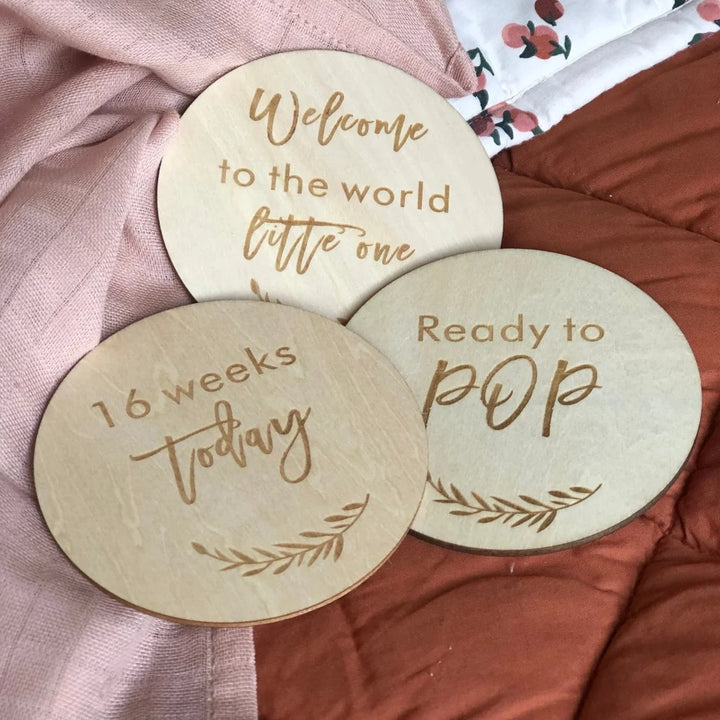 Welcome
to the world
little one
Ready to
POP
16 weeks
today